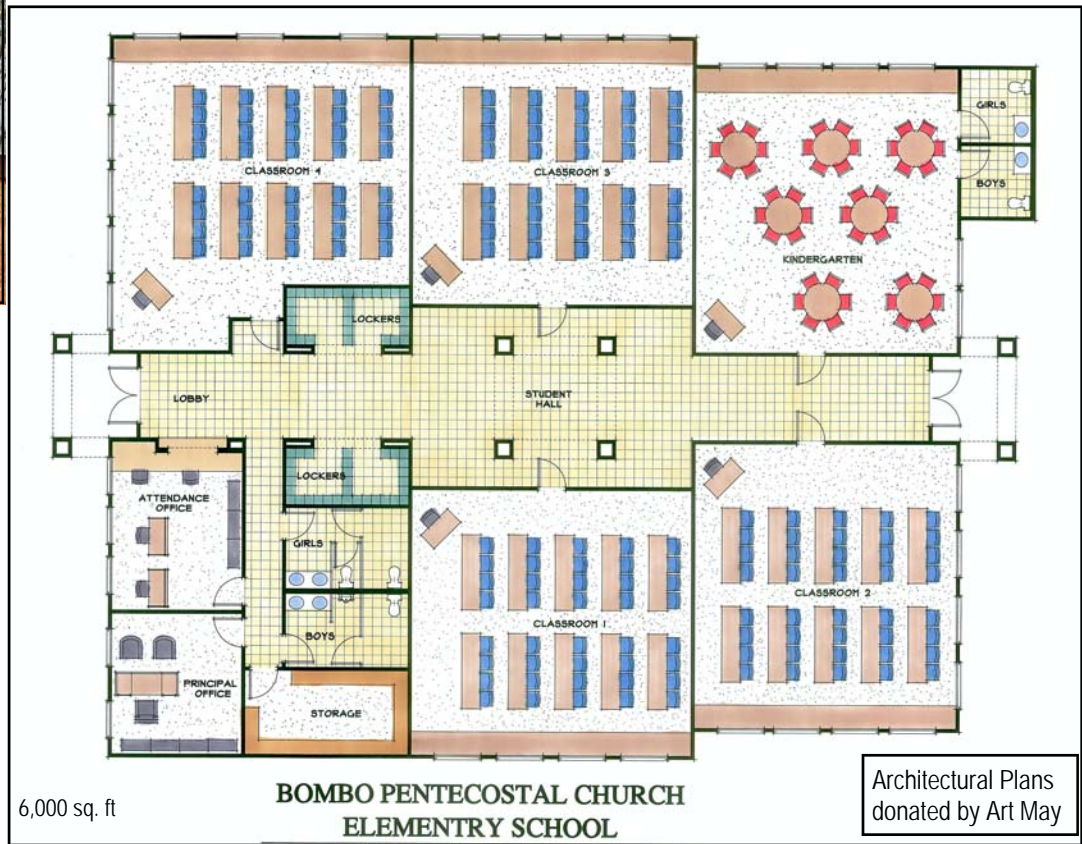 GIRLS
CLASSROOM 4
CLASSROOM 3
BOYS
KINDERGARTEN
LOCKERS
LOBBY
STUDENT
HALL
LOCKERS
ATTENDANCE
OFFICE
GIRLS
CLASSROOM 2
CLASSROOM 1
BOYS
PRINCIPAL
OFFICE
STORAGE
6,000 sq. ft
BOMBO PENTECOSTAL CHURCH
ELEMENTRY SCHOOL
Architectural Plans
donated by Art May